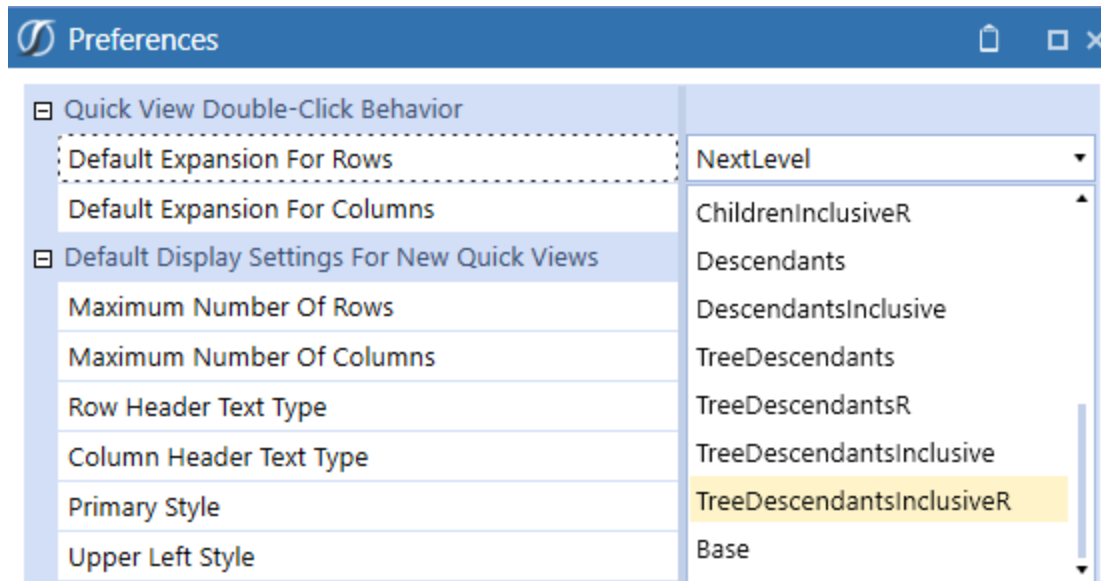 Preferences
Quick View Double-Click Behavior
Default Expansion For Rows
NextLevel
Default Expansion For Columns
ChildrenInclusiveR
Descendants
Default Display Settings For New Quick Views
DescendantsInclusive
Maximum Number Of Rows
TreeDescendants
Maximum Number Of Columns
TreeDescendantsR
Row Header Text Type
TreeDescendantsInclusive
Column Header Text Type
TreeDescendantsInclusiveR
Primary Style
Base
Upper Left Style